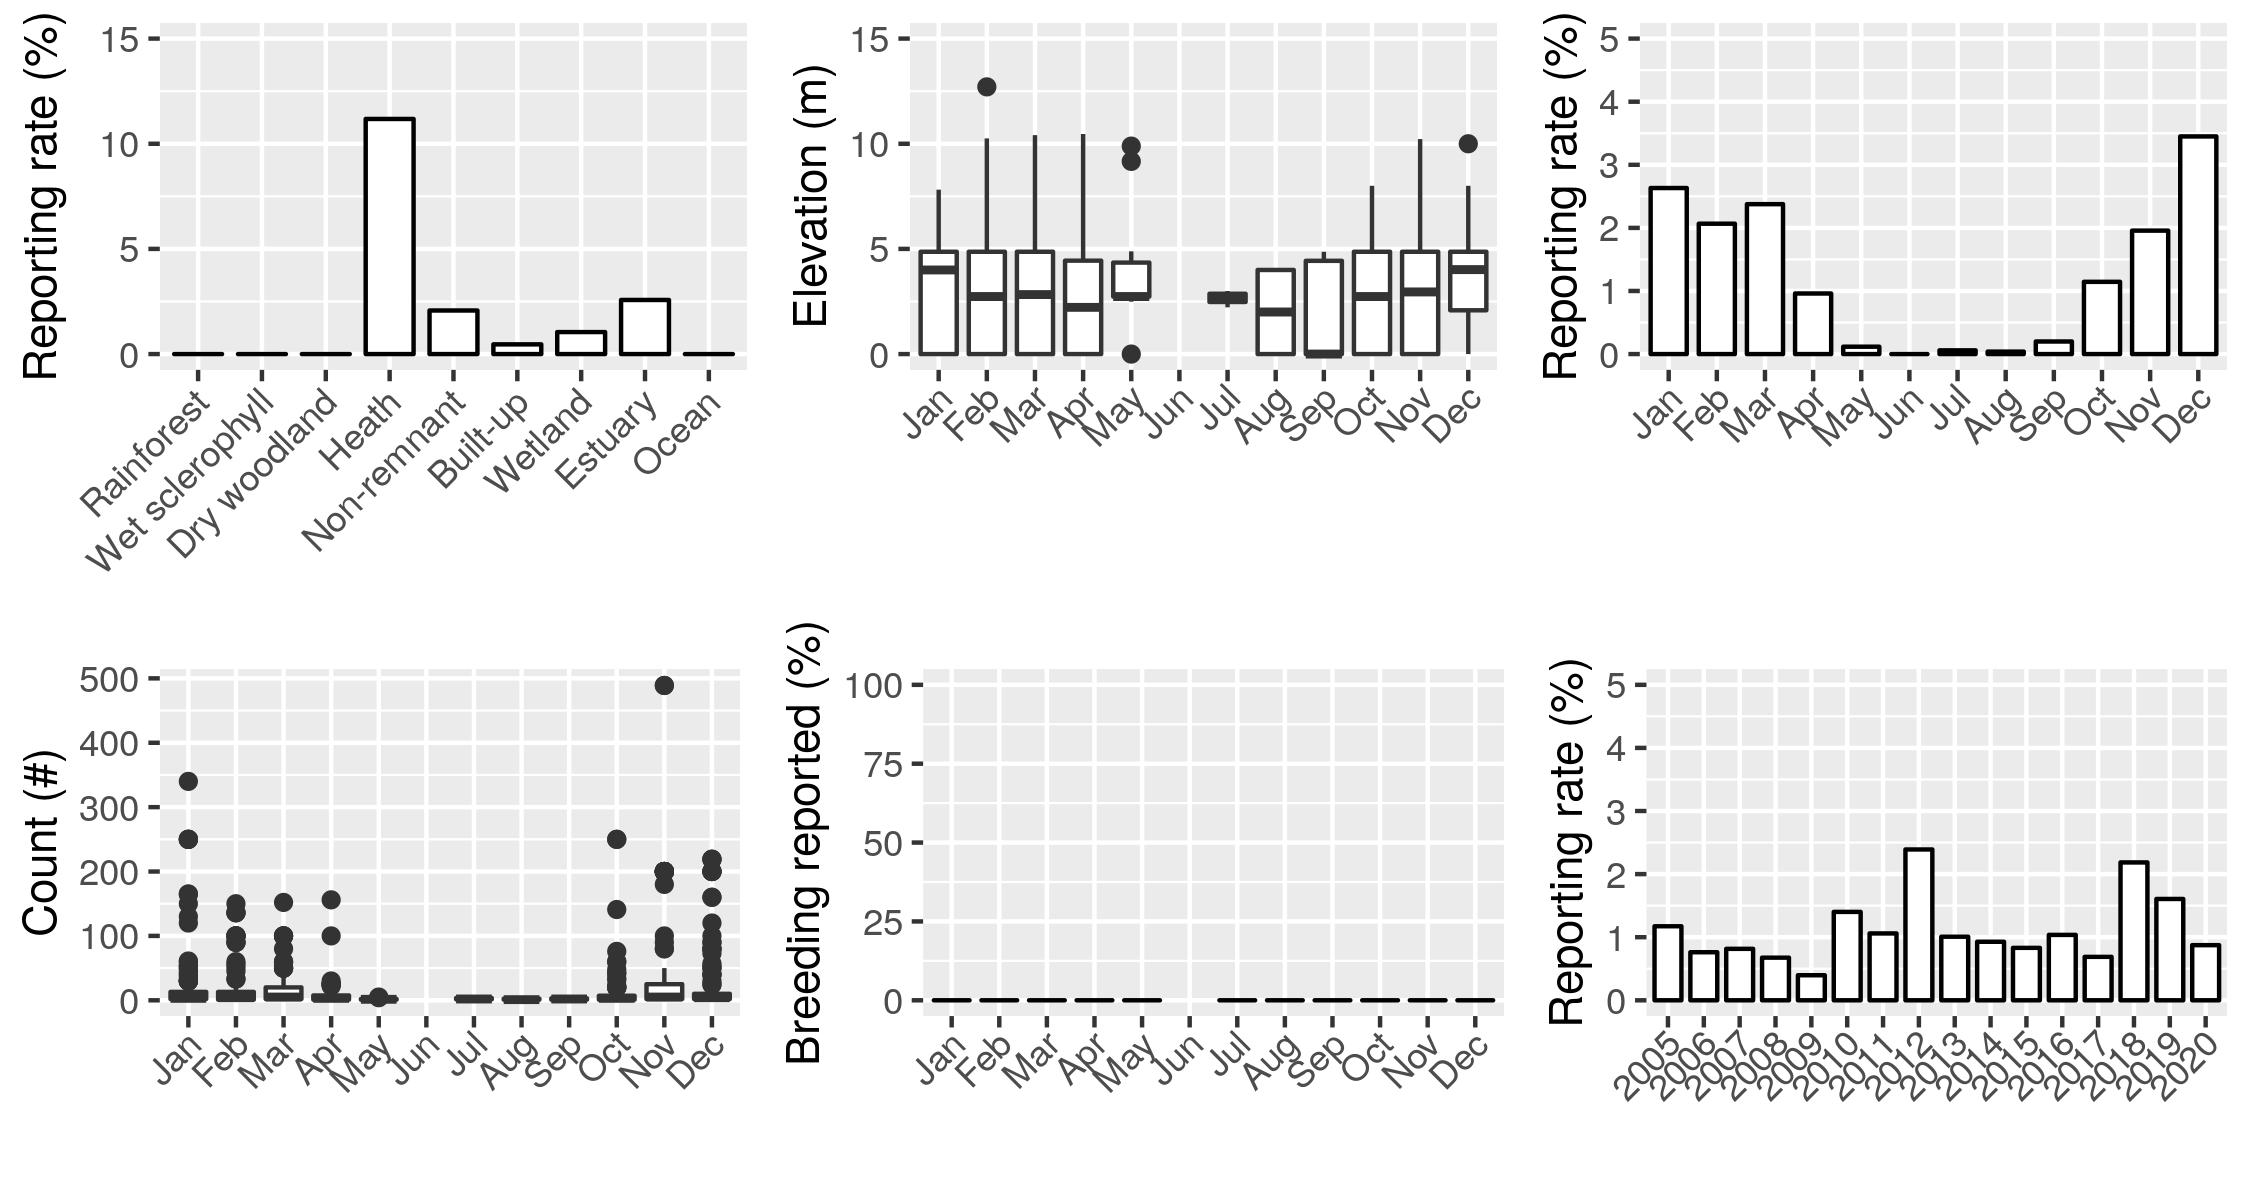 Reporting rate (%)
15
10
5
0
Rainforest
Wet sclerophyll
Dry woodland
Heath
Non-remnant
Built-up
Wetland
Estuary
Ocean
Elevation (m)
15
10
5
0
Jan
Feb
Mar
Apr
May
Jun
Jul
Aug
Sep
Oct
Nov
Dec
Reporting rate (%)
5
4
3
2
1
0
Jan
Feb
Mar
Apr
May
Jun
Jul
Aug
Sep
Oct
Nov
Dec
Count (#)
500
400
300
200
100
0
Jan
Feb
Mar
Apr
May
Jun
Jul
Aug
Sep
Oct
Nov
Dec
Breeding reported (%)
100
75
50
25
0
Jan
Feb
Mar
Apr
May
Jun
Jul
Aug
Sep
Oct
Nov
Dec
Reporting rate (%)
5
4
3
2
1
0
2005
2006
2007
2008
2009
2010
2011
2012
2013
2014
2015
2016
2017
2018
2019
2020